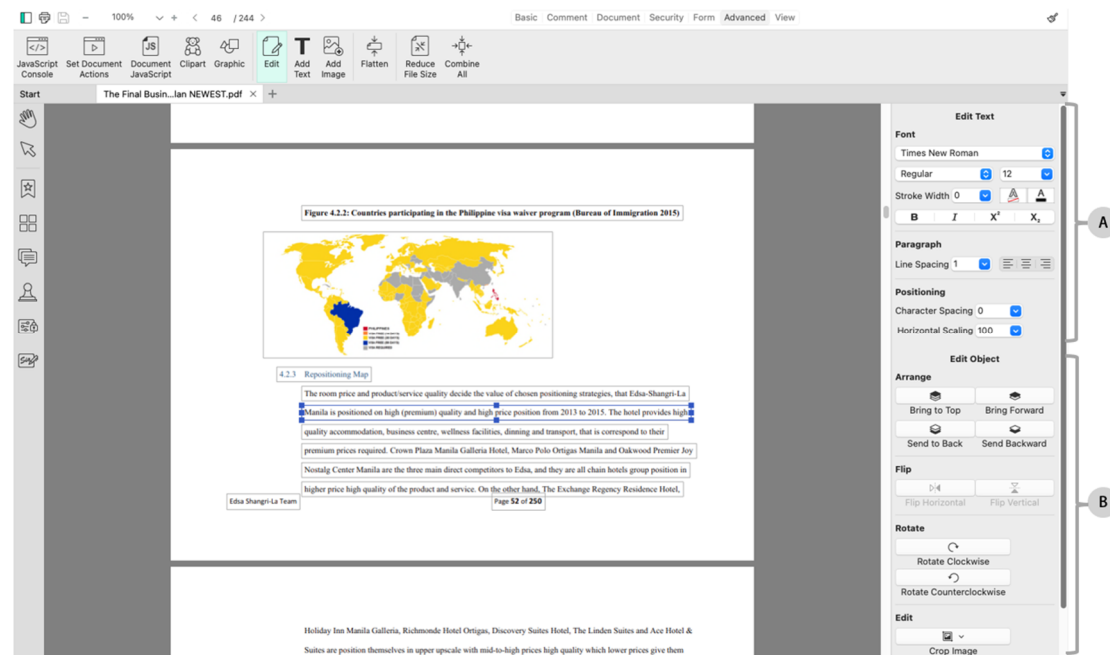 100%
46 / 244
Basic Comment Document Security Form Advanced View
JavaScript Console
Set Document Actions
JS
Document JavaScript
Clipart
Graphic
Edit
Add Text
Add Image
Flatten
Reduce File Size
Combine All
Start
The Final Busin...lan NEWEST.pdf
Figure 4.2.2: Countries participating in the Philippine visa waiver program (Bureau of Immigration 2015)
PHILIPPINES
VISA REQUIRED
4.2.3 Repositioning Map
The room price and product/service quality decide the value of chosen positioning strategies, that Edsa-Shangri-La
Manila is positioned on high (premium) quality and high price position from 2013 to 2015. The hotel provides high
quality accommodation, business centre, wellness facilities, dinning and transport, that is correspond to their
premium prices required. Crown Plaza Manila Galleria Hotel, Marco Polo Ortigas Manila and Oakwood Premier Joy
Nostalg Center Manila are the three main direct competitors to Edsa, and they are all chain hotels group position in
higher price high quality of the product and service. On the other hand, The Exchange Regency Residence Hotel,
Edsa Shangri-La Team
Page 52 of 250
Holiday Inn Manila Galleria, Richmonde Hotel Ortigas, Discovery Suites Hotel, The Linden Suites and Ace Hotel &
Suites are position themselves in upper upscale with mid-to-high prices high quality which lower prices give them
Edit Text
Font
Times New Roman
Regular 12
Stroke Width 0 A A
B I X² X₂
Paragraph
Line Spacing 1
Positioning
Character Spacing 0
Horizontal Scaling 100
Edit Object
Arrange
Bring to Top Bring Forward
Send to Back Send Backward
Flip
Flip Horizontal Flip Vertical
Rotate
Rotate Clockwise
Rotate Counterclockwise
Edit
Crop Image
A
B